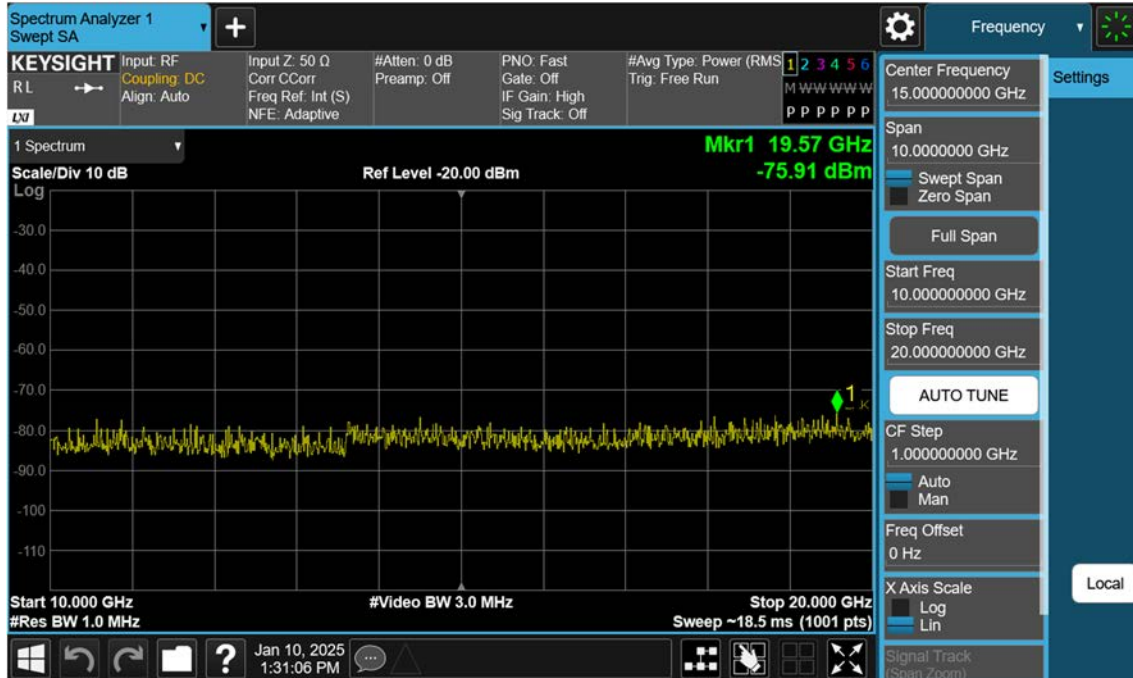 Spectrum Analyzer 1
Swept SA
Frequency
KEYSIGHT
R L
LXI
Input: RF
Coupling: DC
Align: Auto
Input Z: 50 Ω
Corr CCorr
Freq Ref: Int (S)
NFE: Adaptive
#Atten: 0 dB
Preamp: Off
PNO: Fast
Gate: Off
IF Gain: High
Sig Track: Off
#Avg Type: Power (RMS
Trig: Free Run
1 2 3 4 5 6
M W W W W W
P P P P P P
1 Spectrum
Scale/Div 10 dB
Log
Ref Level -20.00 dBm
Mkr1 19.57 GHz
-75.91 dBm
-30.0
-40.0
-50.0
-60.0
-70.0
-80.0
-90.0
-100
-110
1
Start 10.000 GHz
#Res BW 1.0 MHz
#Video BW 3.0 MHz
Stop 20.000 GHz
Sweep ~18.5 ms (1001 pts)
Jan 10, 2025
1:31:06 PM
Center Frequency
15.000000000 GHz
Span
10.0000000 GHz
Swept Span
Zero Span
Full Span
Start Freq
10.000000000 GHz
Stop Freq
20.000000000 GHz
AUTO TUNE
CF Step
1.000000000 GHz
Auto
Man
Freq Offset
0 Hz
X Axis Scale
Log
Lin
Signal Track
(Span Zoom)
Settings
Local